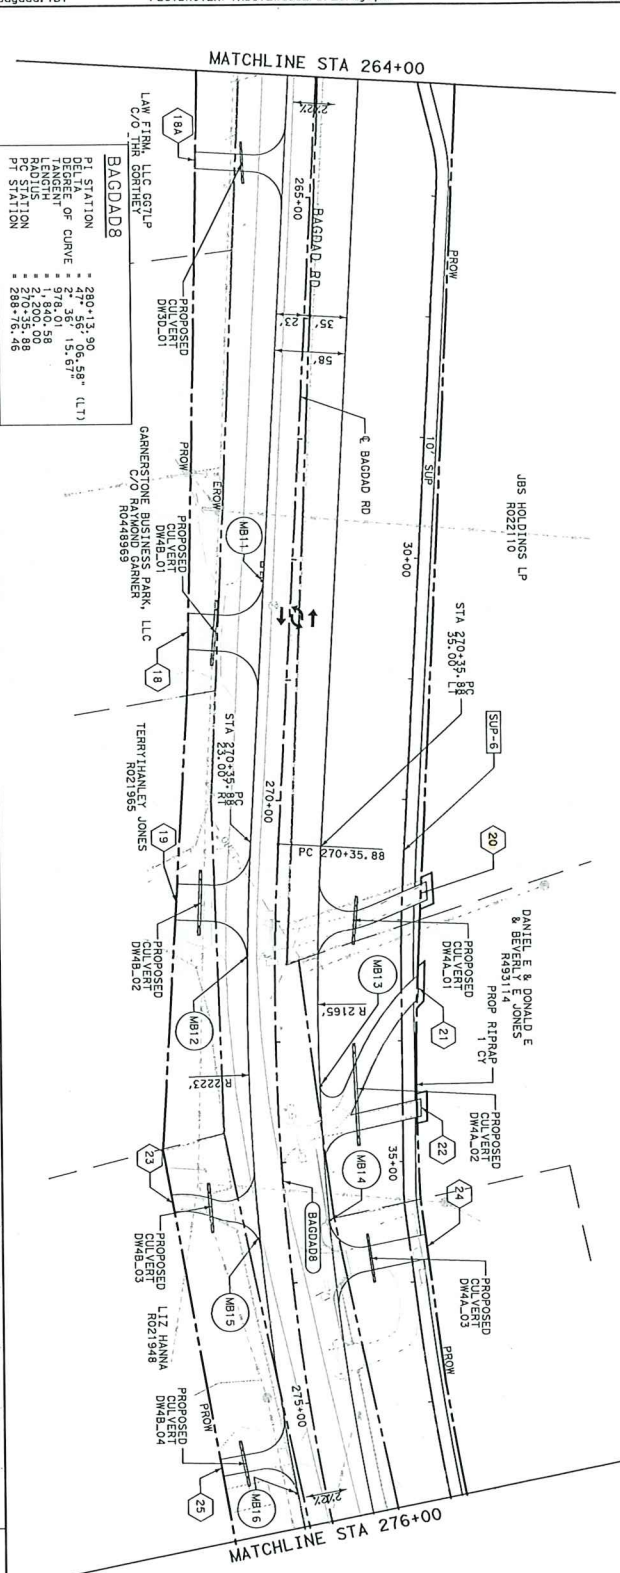 MATCHLINE STA 264+00
18A
LAW FIRM, LLC GG7LP
C/O THR GORTHEY
BAGDAD8
PI STATION = 280+13.90
DELTA = 47° 56' 06.58" (LT)
DEGREE OF CURVE = 2° 36' 15.67"
TANGENT = 978.01
LENGTH = 1,840.58
RADIUS = 2,200.00
PC STATION = 270+35.88
PT STATION = 288+76.46
265+00
BAGDAD RD
PROW
PROPOSED
CULVERT
DW3D_01
23'
35'
58'
℄ BAGDAD RD
10' SUP
JBS HOLDINGS LP
R022110
PROW
EROW
GARNERSTONE BUSINESS PARK, LLC
C/O RAYMOND GARNER
R0448969
PROPOSED
CULVERT
DW4B_01
MB11
30+00
18
PC
STA 270+35.88
35.00' LT
SUP-6
PC
STA 270+35.88
23.00' RT
270+00
PC 270+35.88
TERRYIHANLEY JONES
R021965
19
20
PROPOSED
CULVERT
DW4B_02
PROPOSED
CULVERT
DW4A_01
DANIEL E & DONALD E
& BEVERLY E JONES
R493114
PROP RIPRAP
1 CY
MB13
21
R 2165'
MB12
R 2223'
PROPOSED
CULVERT
DW4A_02
22
35+00
23
MB14
24
BAGDAD8
PROPOSED
CULVERT
DW4B_03
PROPOSED
CULVERT
DW4A_03
MB15
LIZ HANNA
R021948
PROW
275+00
PROW
PROPOSED
CULVERT
DW4B_04
25
MB16
MATCHLINE STA 276+00